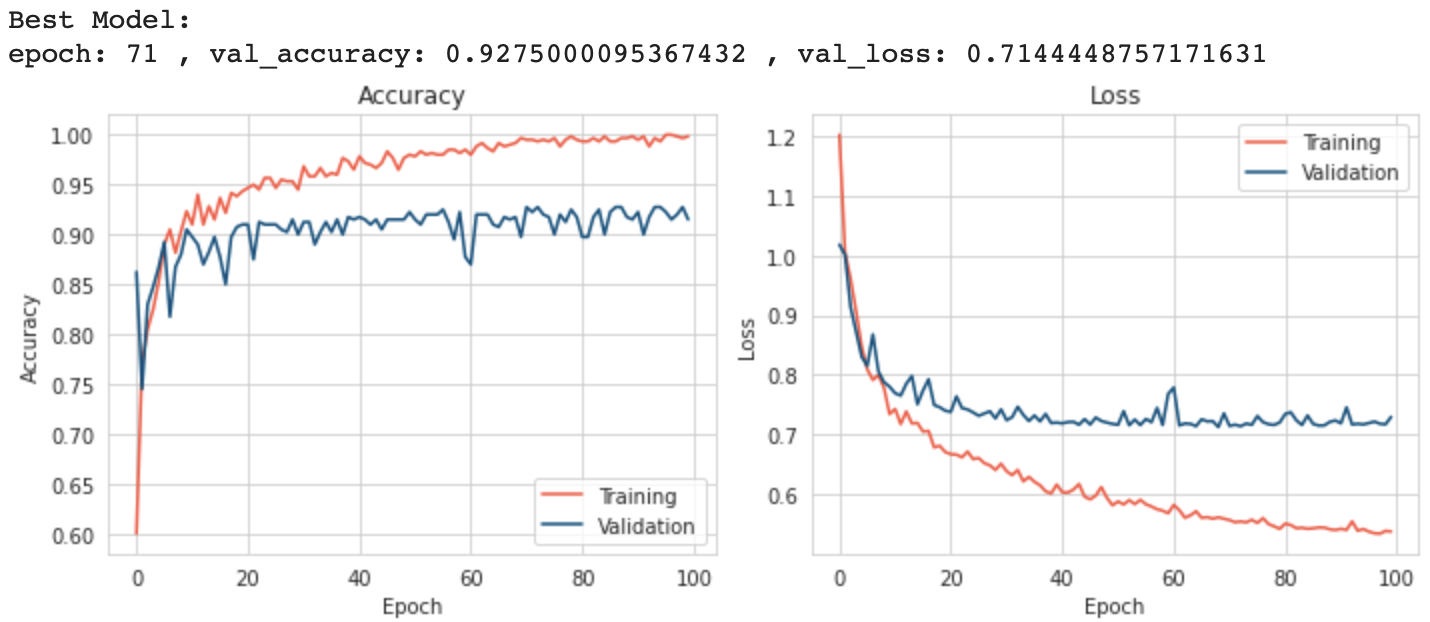 Best Model:
epoch: 71 , val_accuracy: 0.9275000095367432 , val_loss: 0.7144448757171631
Accuracy
1.00
0.95
0.90
0.85
0.80
0.75
0.70
0.65
0.60
Accuracy
Training
Validation
0 20 40 60 80 100
Epoch
Loss
1.2
1.1
1.0
0.9
0.8
0.7
0.6
Loss
Training
Validation
0 20 40 60 80 100
Epoch